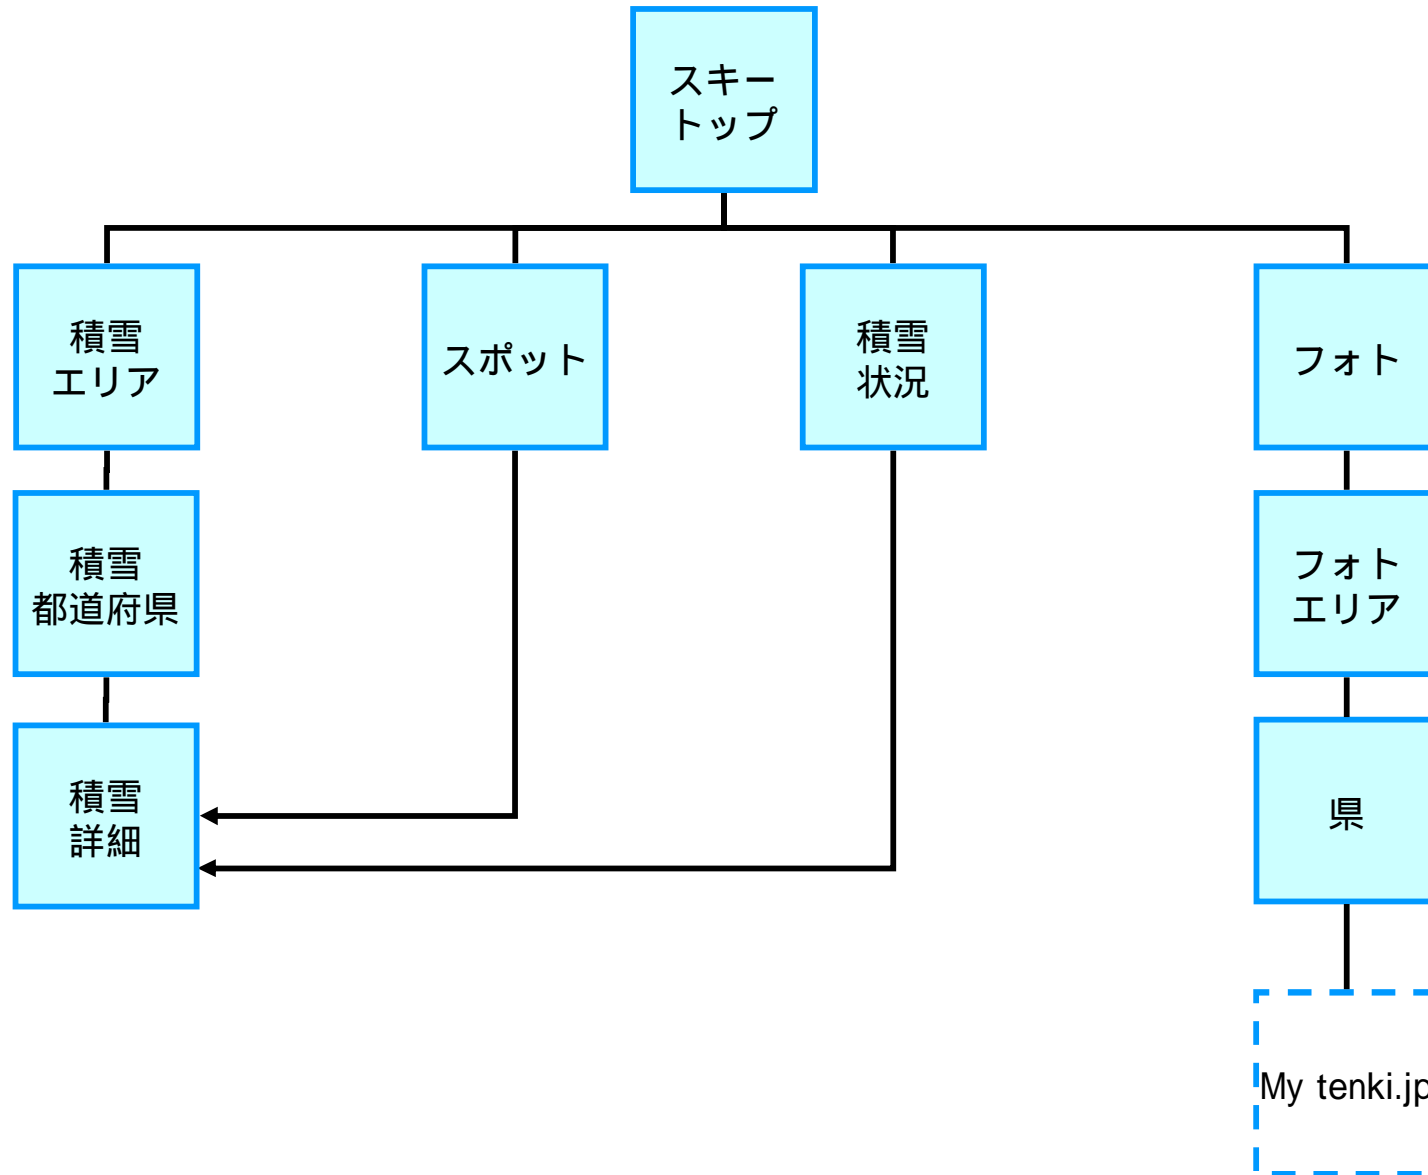 スキー
トップ
積雪
エリア
スポット
積雪
状況
フォト
積雪
都道府県
フォト
エリア
積雪
詳細
県
My tenki.jp